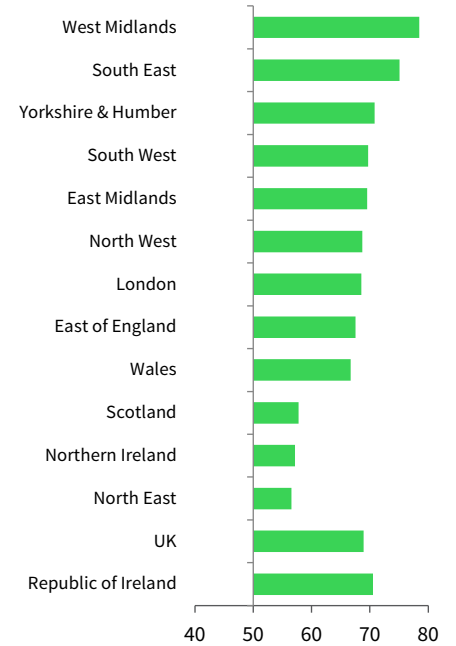 West Midlands
South East
Yorkshire & Humber
South West
East Midlands
North West
London
East of England
Wales
Scotland
Northern Ireland
North East
UK
Republic of Ireland
40 50 60 70 80